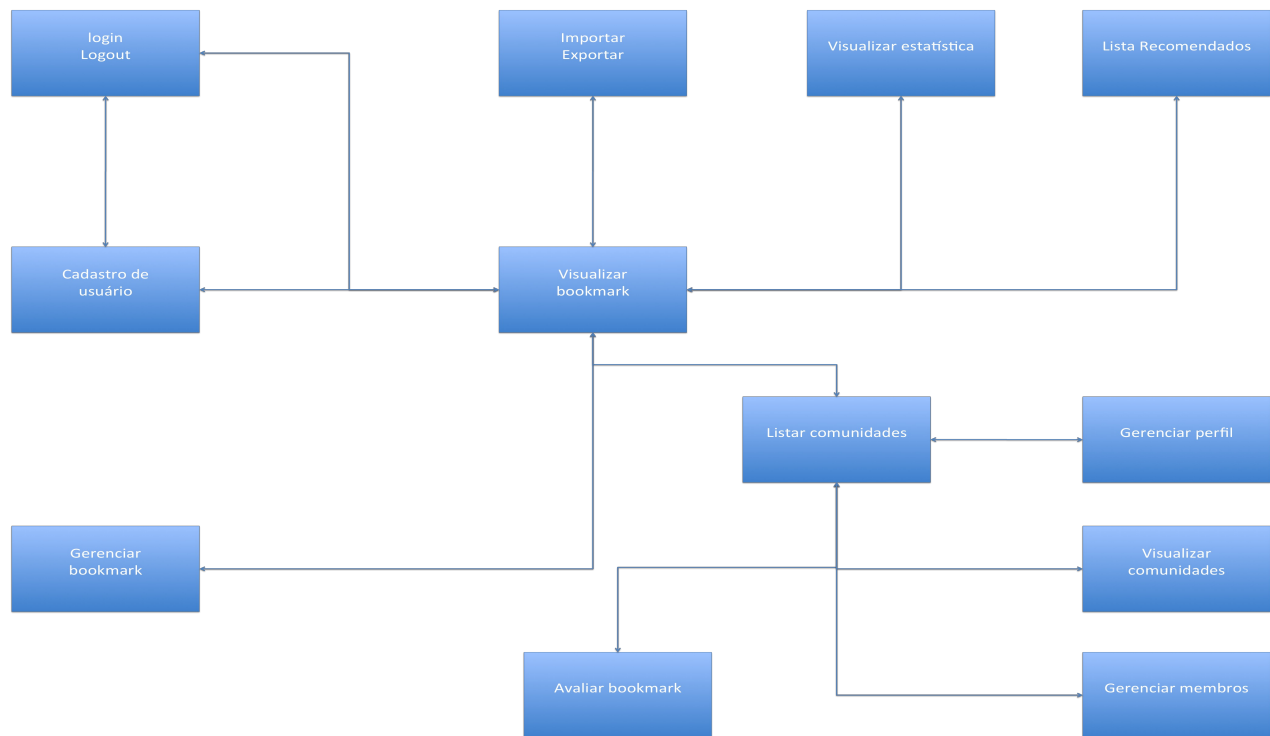 login
Logout
Importar
Exportar
Visualizar estatística
Lista Recomendados
Cadastro de
usuário
Visualizar
bookmark
Listar comunidades
Gerenciar perfil
Gerenciar
bookmark
Visualizar
comunidades
Avaliar bookmark
Gerenciar membros